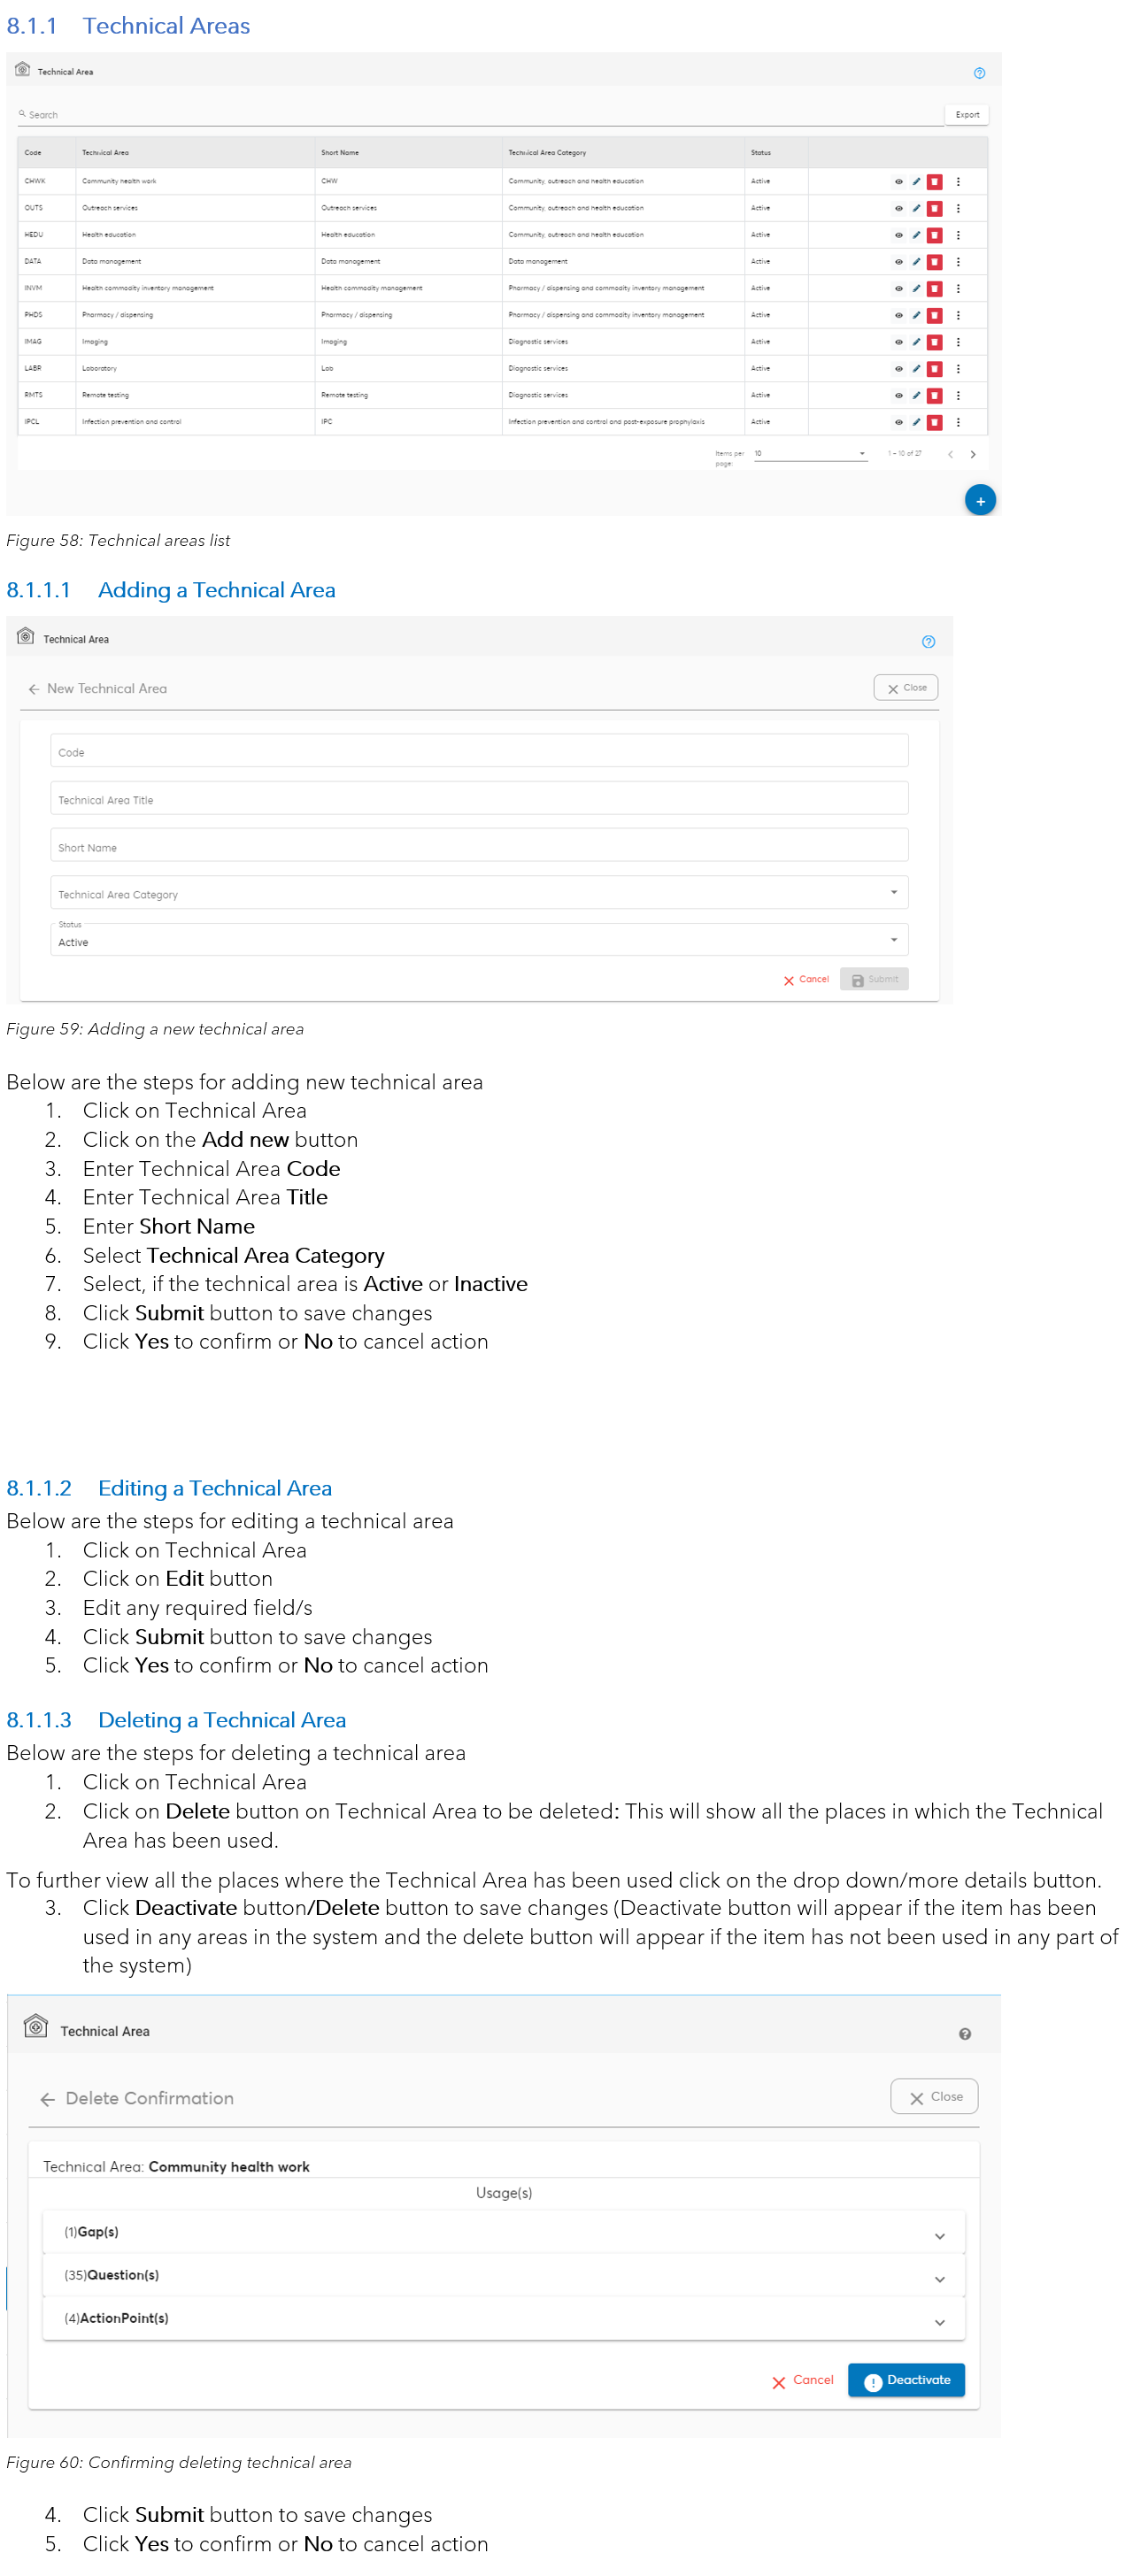 8.1.1 Technical Areas
Technical Area
Search
Export
Code Technical Area Short Name Technical Area Category Status
CHWK Community health work CHW Community, outreach and health education Active
OUTS Outreach services Outreach services Community, outreach and health education Active
HEDU Health education Health education Community, outreach and health education Active
DATA Data management Data management Data management Active
INVM Health commodity inventory management Health commodity management Pharmacy / dispensing and commodity inventory management Active
PHDS Pharmacy / dispensing Pharmacy / dispensing Pharmacy / dispensing and commodity inventory management Active
IMAG Imaging Imaging Diagnostic services Active
LABR Laboratory Lab Diagnostic services Active
RMTS Remote testing Remote testing Diagnostic services Active
IPCL Infection prevention and control IPC Infection prevention and control and post-exposure prophylaxis Active
Items per page: 10 1 – 10 of 27
Figure 58: Technical areas list
8.1.1.1 Adding a Technical Area
Technical Area
New Technical Area
Close
Code
Technical Area Title
Short Name
Technical Area Category
Status
Active
Cancel Submit
Figure 59: Adding a new technical area
Below are the steps for adding new technical area
1. Click on Technical Area
2. Click on the Add new button
3. Enter Technical Area Code
4. Enter Technical Area Title
5. Enter Short Name
6. Select Technical Area Category
7. Select, if the technical area is Active or Inactive
8. Click Submit button to save changes
9. Click Yes to confirm or No to cancel action
8.1.1.2 Editing a Technical Area
Below are the steps for editing a technical area
1. Click on Technical Area
2. Click on Edit button
3. Edit any required field/s
4. Click Submit button to save changes
5. Click Yes to confirm or No to cancel action
8.1.1.3 Deleting a Technical Area
Below are the steps for deleting a technical area
1. Click on Technical Area
2. Click on Delete button on Technical Area to be deleted: This will show all the places in which the Technical
Area has been used.
To further view all the places where the Technical Area has been used click on the drop down/more details button.
3. Click Deactivate button/Delete button to save changes (Deactivate button will appear if the item has been
used in any areas in the system and the delete button will appear if the item has not been used in any part of
the system)
Technical Area
Delete Confirmation
Close
Technical Area: Community health work
Usage(s)
(1)Gap(s)
(35)Question(s)
(4)ActionPoint(s)
Cancel Deactivate
Figure 60: Confirming deleting technical area
4. Click Submit button to save changes
5. Click Yes to confirm or No to cancel action